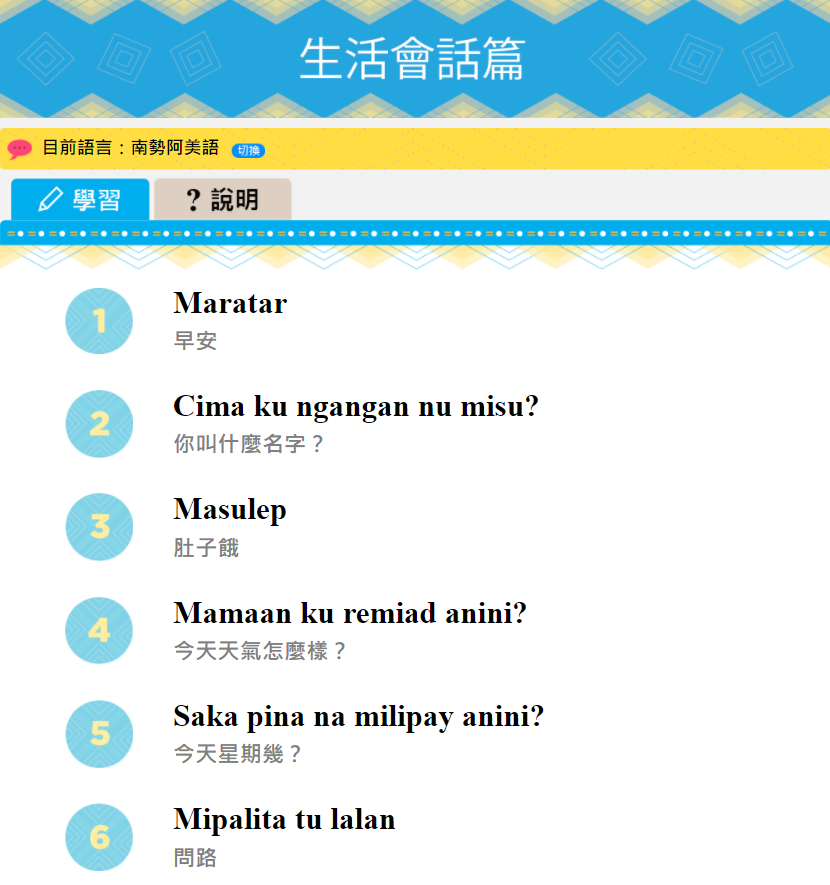 生活會話篇
目前語言：南勢阿美語 切換
學習 ? 說明
1 Maratar
早安
2 Cima ku ngangan nu misu?
你叫什麼名字？
3 Masulep
肚子餓
4 Mamaan ku remiad anini?
今天天氣怎麼樣？
5 Saka pina na milipay anini?
今天星期幾？
6 Mipalita tu lalan
問路